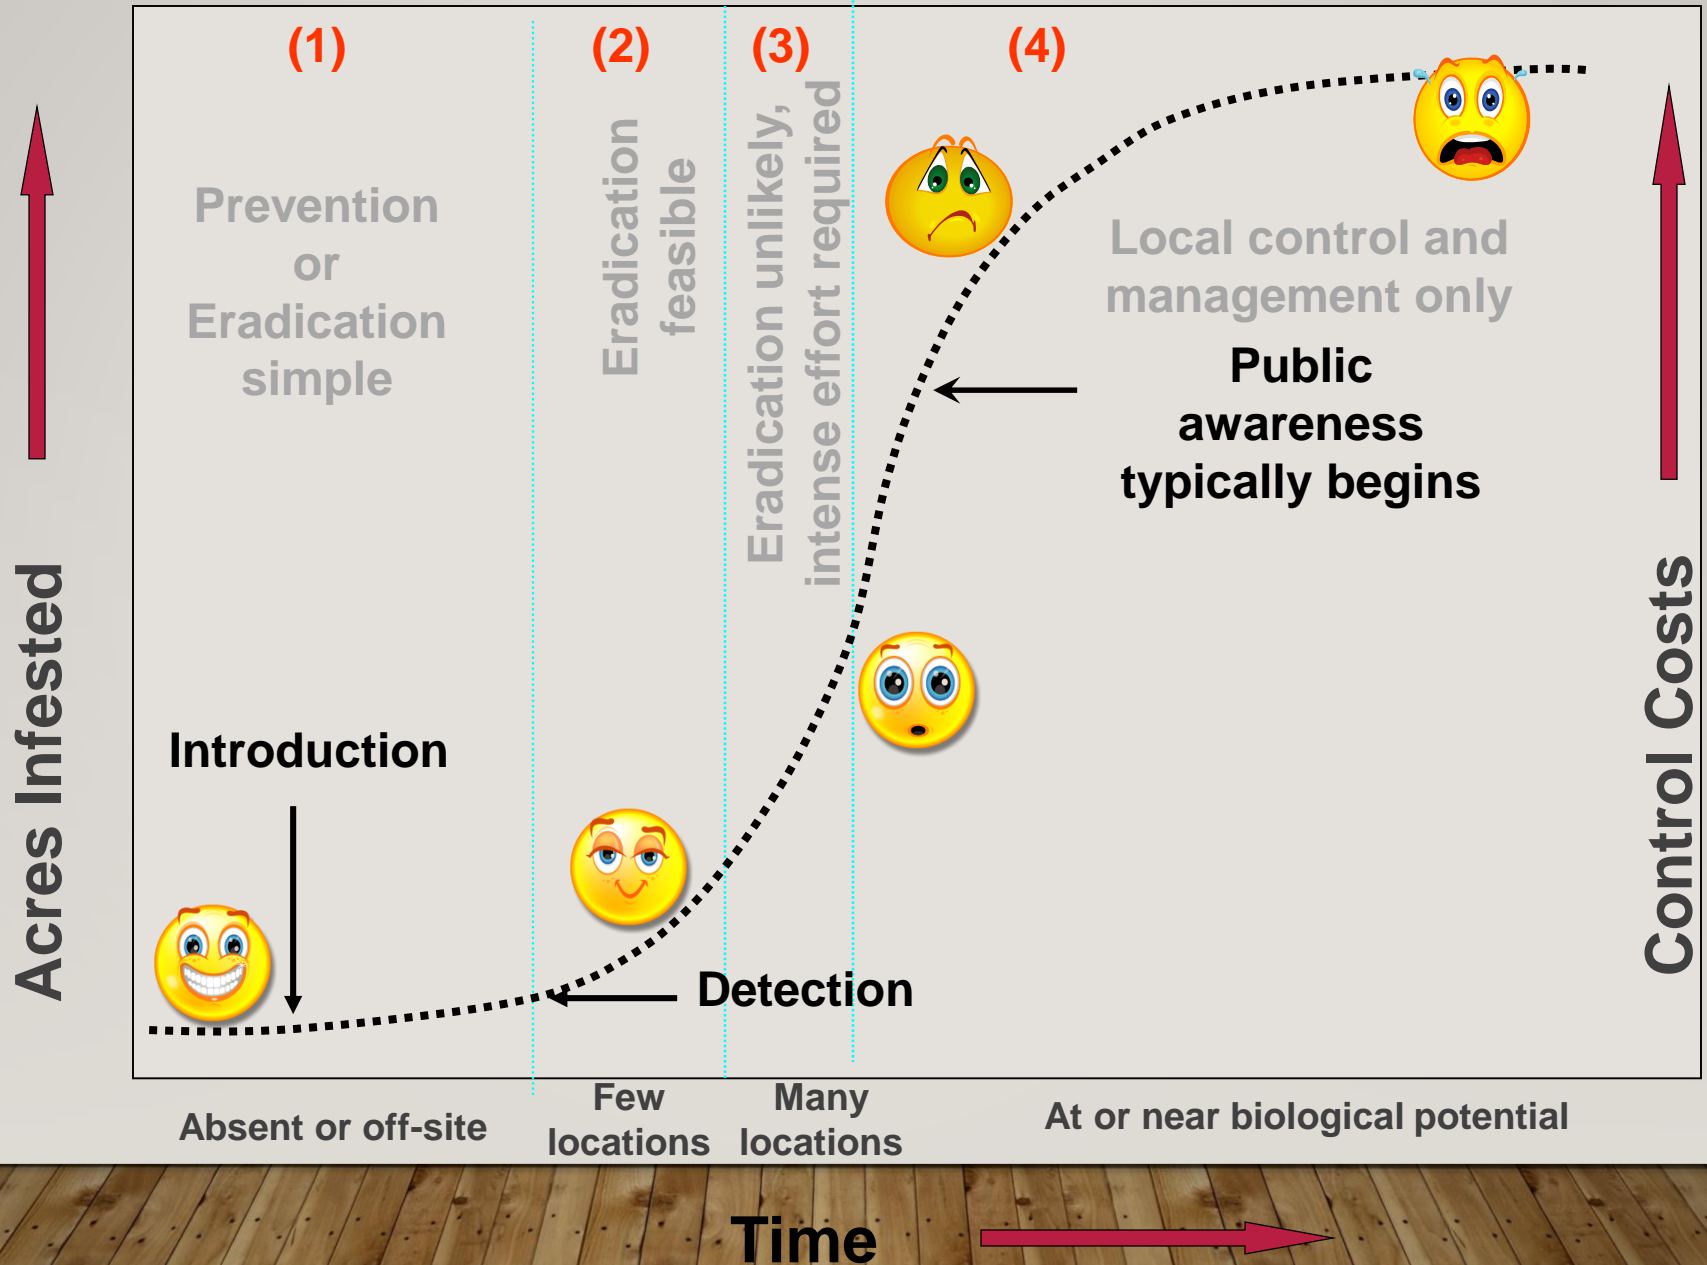 (1)
(2)
(3)
(4)
Prevention
or
Eradication
simple
Eradication
feasible
Eradication unlikely,
intense effort required
Local control and
management only
Public
awareness
typically begins
Introduction
Detection
Acres Infested
Control Costs
Absent or off-site
Few
locations
Many
locations
At or near biological potential
Time